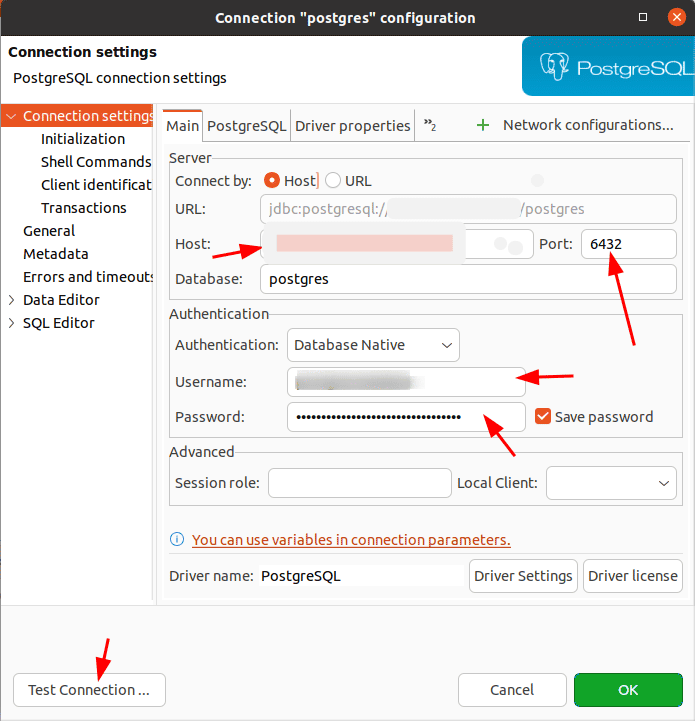 Connection "postgres" configuration
Connection settings
PostgreSQL connection settings
PostgreSQL
Connection settings
Initialization
Shell Commands
Client identificat
Transactions
General
Metadata
Errors and timeouts
Data Editor
SQL Editor
Main PostgreSQL Driver properties »2 + Network configurations...
Server
Connect by: Host URL
URL: jdbc:postgresql:// /postgres
Host: Port: 6432
Database: postgres
Authentication
Authentication: Database Native
Username:
Password: •••••••••••••••••••••••••••••••••• Save password
Advanced
Session role: Local Client:
You can use variables in connection parameters.
Driver name: PostgreSQL Driver Settings Driver license
Test Connection ... Cancel OK